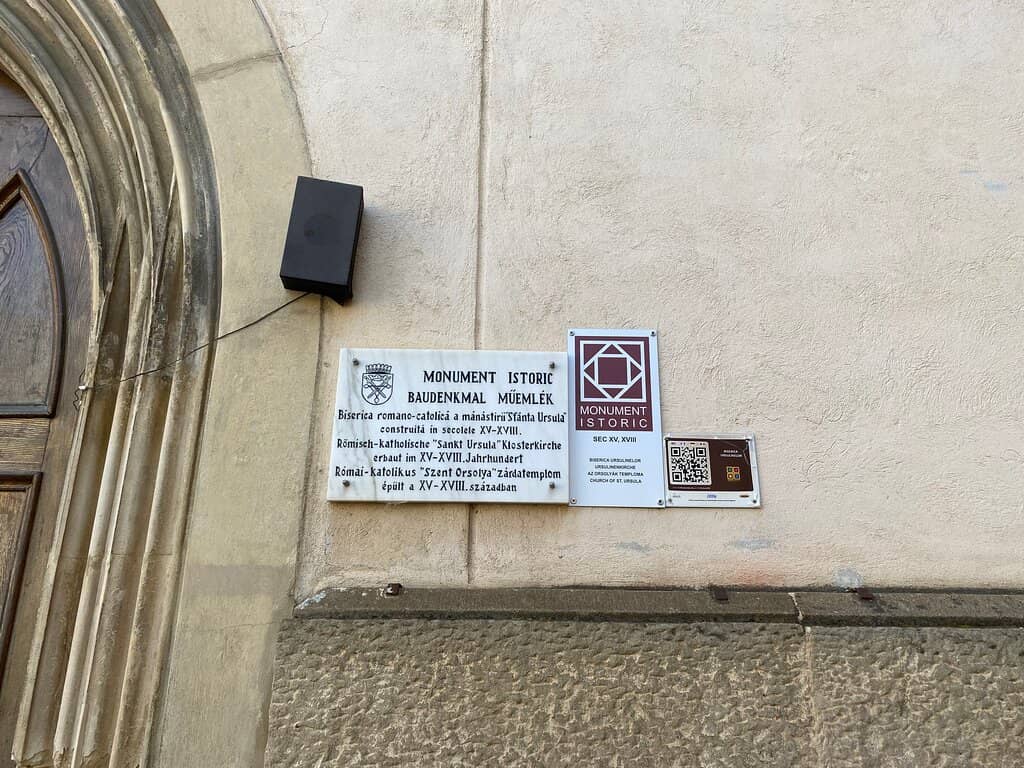 MONUMENT ISTORIC
BAUDENKMAL MŰEMLÉK
Biserica romano-catolică a mănăstirii "Sfânta Ursula"
construită în secolele XV-XVIII.
Römisch-katholische "Sankt Ursula" Klosterkirche
erbaut im XV-XVIII. Jahrhundert
Római-katolikus "Szent Orsolya" zárdatemplom
épült a XV-XVIII. században
MONUMENT
ISTORIC
SEC XV, XVIII
BISERICA URSULINELOR
URSULINENKIRCHE
AZ ORSOLYÁK TEMPLOMA
CHURCH OF ST. URSULA
BISERICA
URSULINELOR